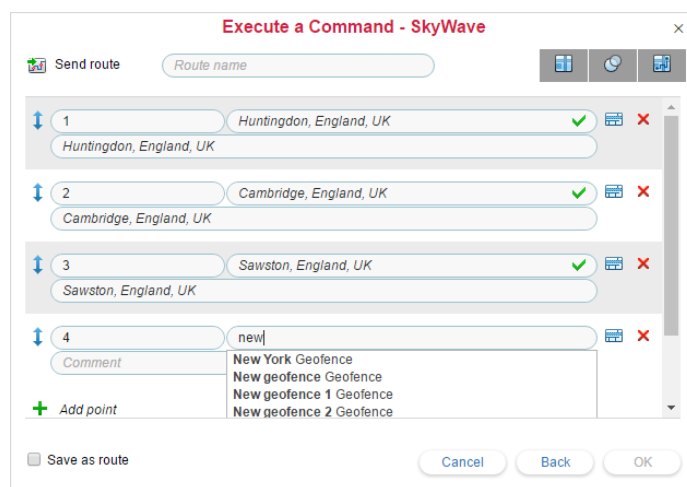 Execute a Command - SkyWave
Send route Route name
1 Huntingdon, England, UK
Huntingdon, England, UK
2 Cambridge, England, UK
Cambridge, England, UK
3 Sawston, England, UK
Sawston, England, UK
4 new
Comment
New York Geofence
New geofence Geofence
New geofence 1 Geofence
New geofence 2 Geofence
Add point
Save as route Cancel Back OK